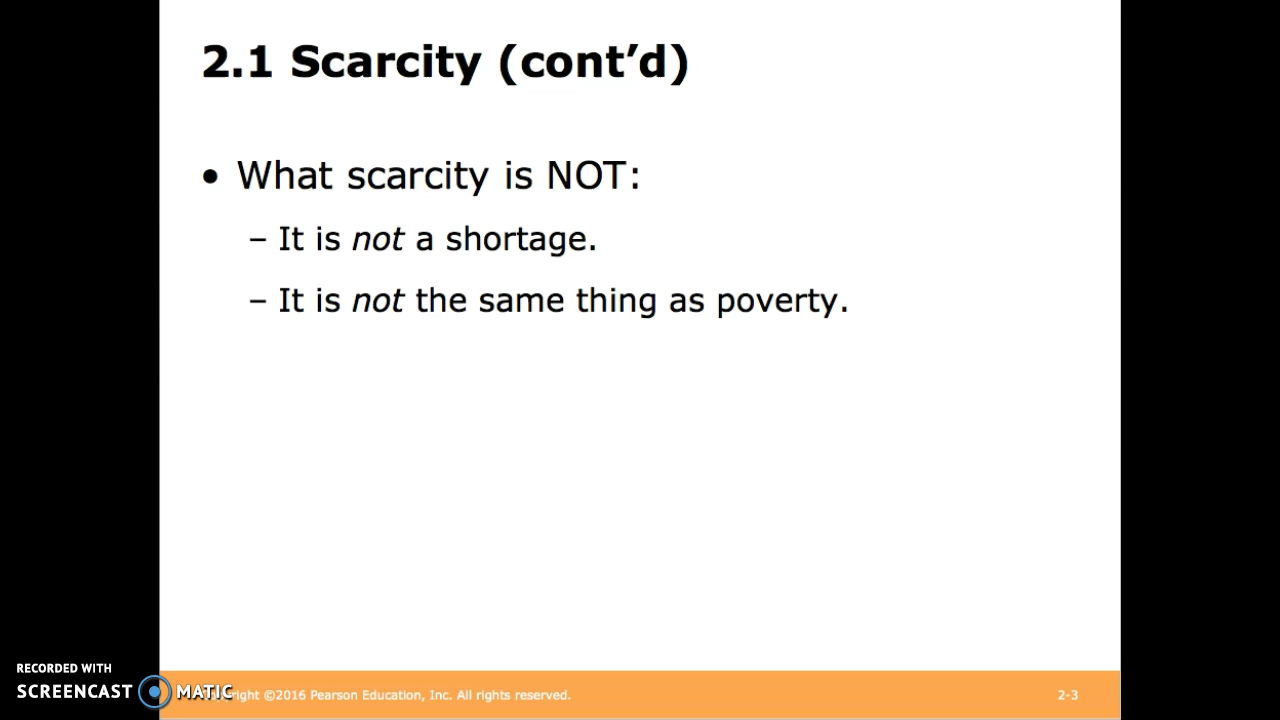 2.1 Scarcity (cont’d)
• What scarcity is NOT:
– It is not a shortage.
– It is not the same thing as poverty.
RECORDED WITH
SCREENCAST MATIC
©2016 Pearson Education, Inc. All rights reserved.
2-3